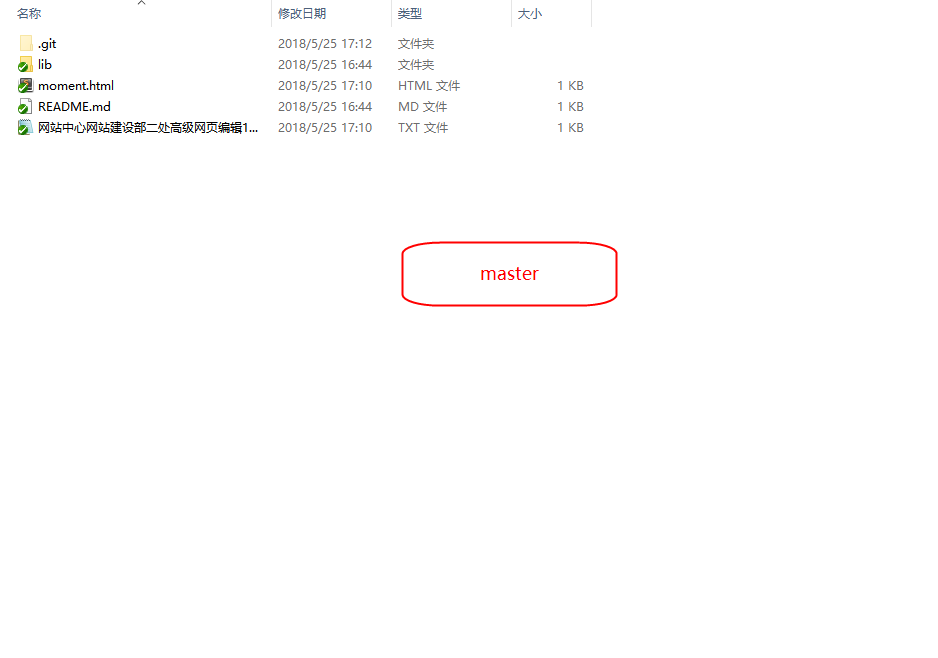 名称 修改日期 类型 大小
.git 2018/5/25 17:12 文件夹
lib 2018/5/25 16:44 文件夹
moment.html 2018/5/25 17:10 HTML 文件 1 KB
README.md 2018/5/25 16:44 MD 文件 1 KB
网站中心网站建设部二处高级网页编辑1... 2018/5/25 17:10 TXT 文件 1 KB
master